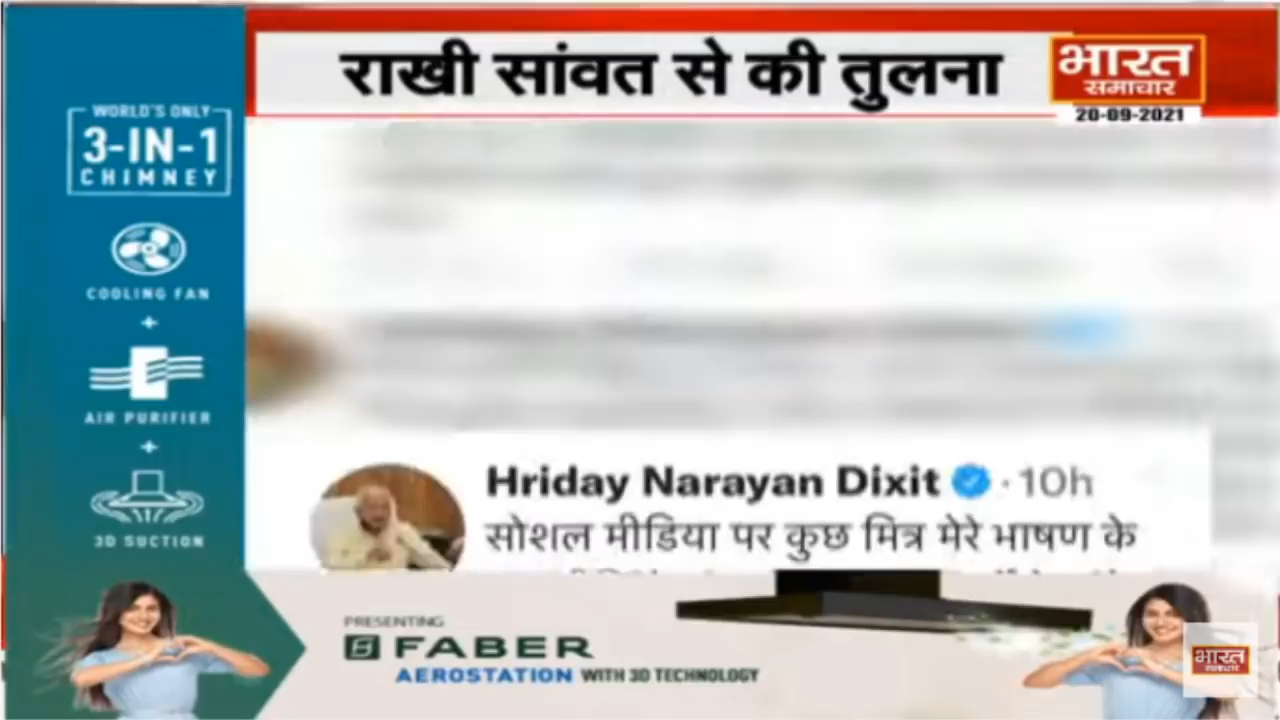 राखी सांवत से की तुलना
भारत
समाचार
20-09-2021
WORLD'S ONLY
3-IN-1
CHIMNEY
COOLING FAN
+
AIR PURIFIER
+
3D SUCTION
Hriday Narayan Dixit · 10h
सोशल मीडिया पर कुछ मित्र मेरे भाषण के
PRESENTING
FABER
AEROSTATION WITH 3D TECHNOLOGY
भारत
समाचार